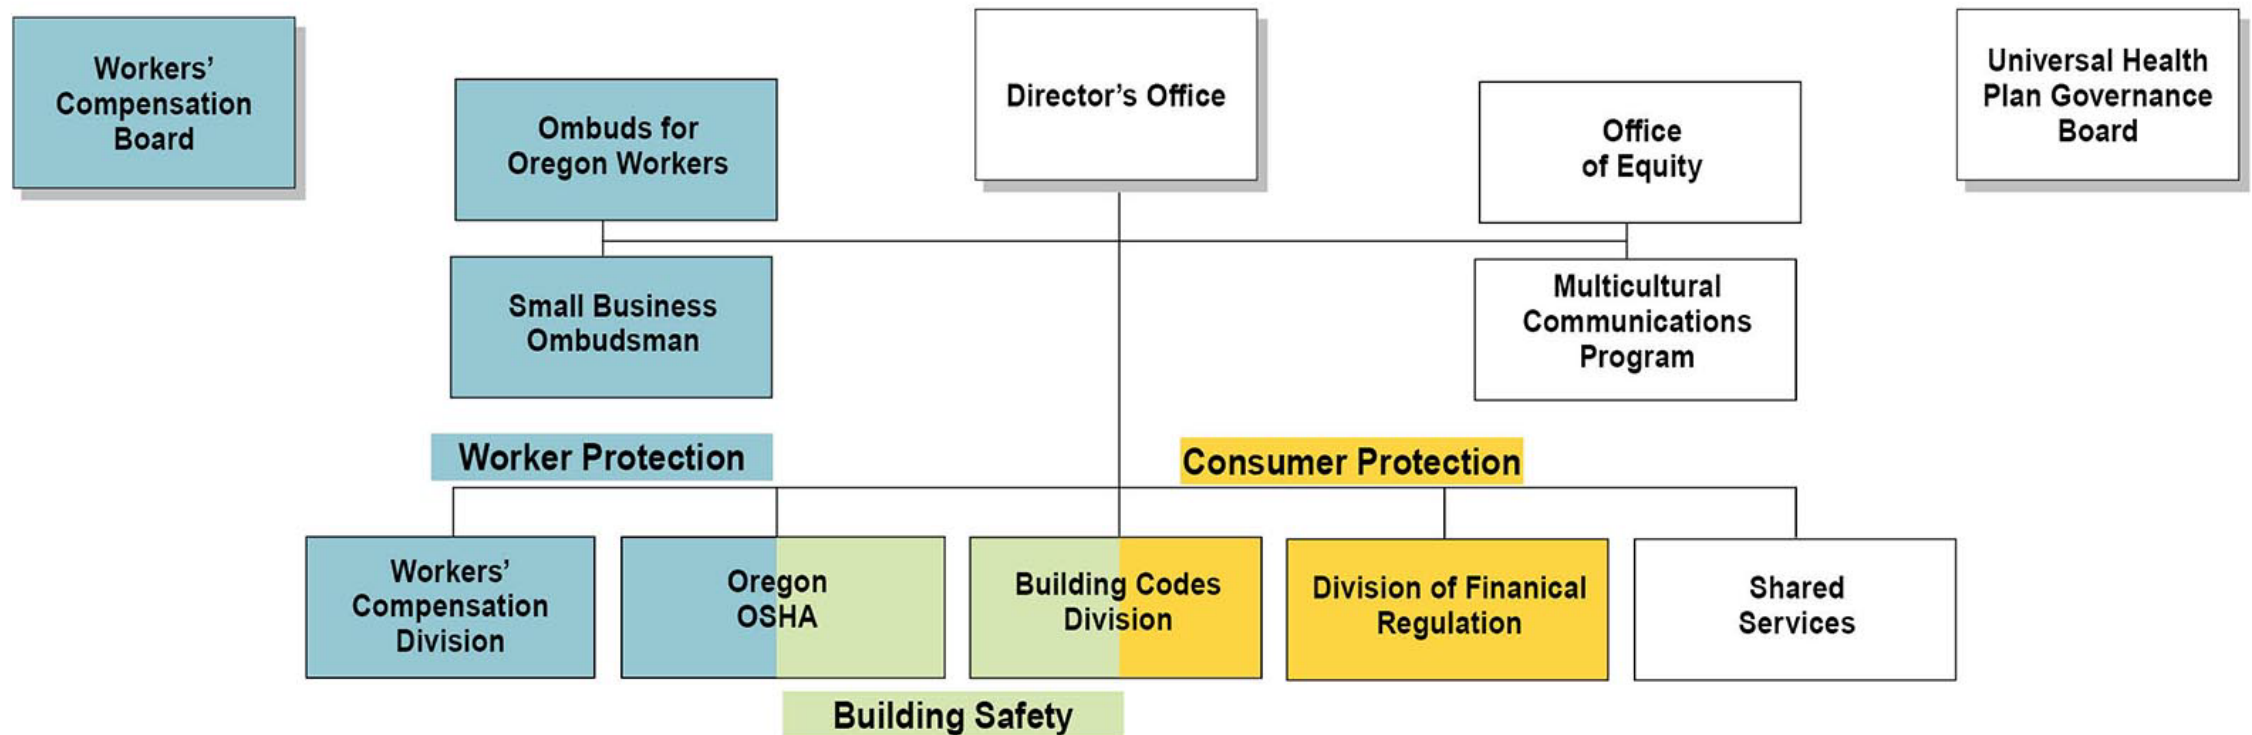 Workers’
Compensation
Board
Ombuds for
Oregon Workers
Director’s Office
Office
of Equity
Universal Health
Plan Governance
Board
Small Business
Ombudsman
Multicultural
Communications
Program
Worker Protection
Consumer Protection
Workers’
Compensation
Division
Oregon
OSHA
Building Codes
Division
Division of Finanical
Regulation
Shared
Services
Building Safety